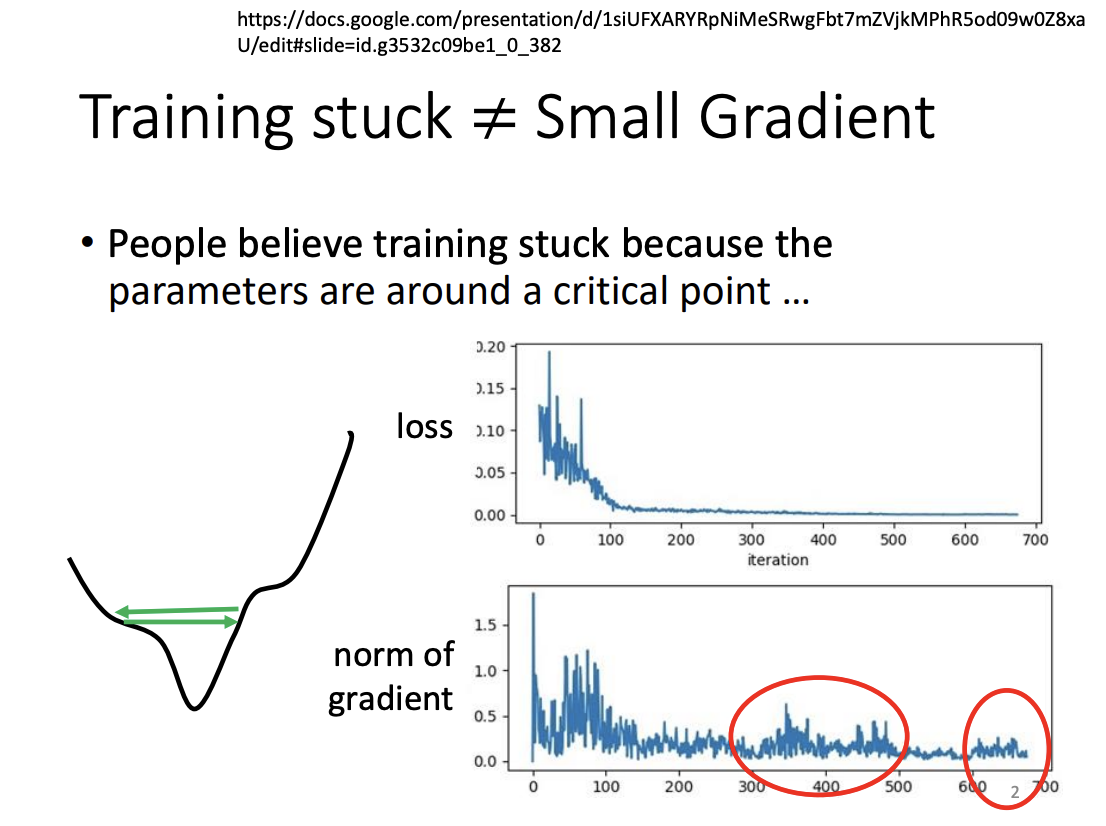 https://docs.google.com/presentation/d/1siUFXARYRpNiMeSRwgFbt7mZVjkMPhR5od09w0Z8xa
U/edit#slide=id.g3532c09be1_0_382
Training stuck ≠ Small Gradient
• People believe training stuck because the
parameters are around a critical point …
loss
0.20
0.15
0.10
0.05
0.00
0 100 200 300 400 500 600 700
iteration
norm of
gradient
1.5
1.0
0.5
0.0
0 100 200 300 400 500 600 700
2